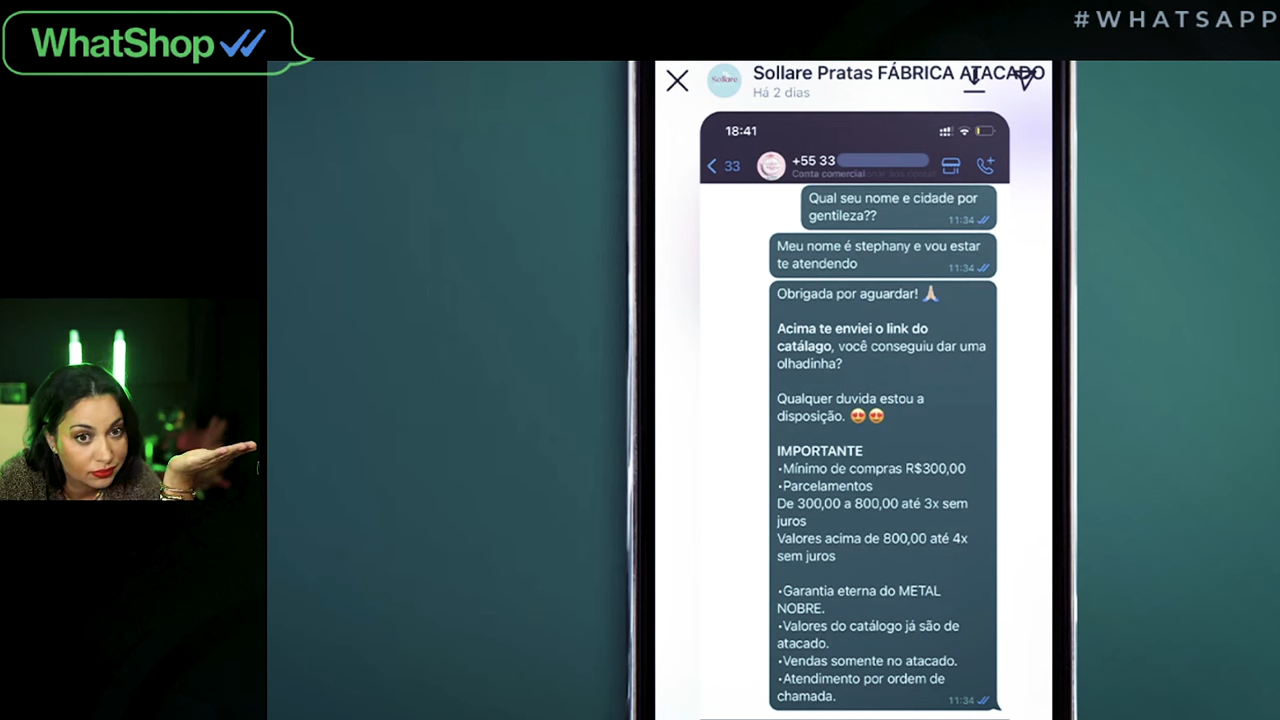 WhatShop
#WHATSAPP
Sollare Pratas FÁBRICA ATACADO
Sollare
Há 2 dias
18:41
33
+55 33
Conta comercial
Qual seu nome e cidade por
gentileza??
11:34
Meu nome é stephany e vou estar
te atendendo
11:34
Obrigada por aguardar! 🙏🏻
Acima te enviei o link do
catálago, você conseguiu dar uma
olhadinha?
Qualquer duvida estou a
disposição. 😍😍
IMPORTANTE
•Mínimo de compras R$300,00
•Parcelamentos
De 300,00 a 800,00 até 3x sem
juros
Valores acima de 800,00 até 4x
sem juros
•Garantia eterna do METAL
NOBRE.
•Valores do catálogo já são de
atacado.
•Vendas somente no atacado.
•Atendimento por ordem de
chamada.
11:34